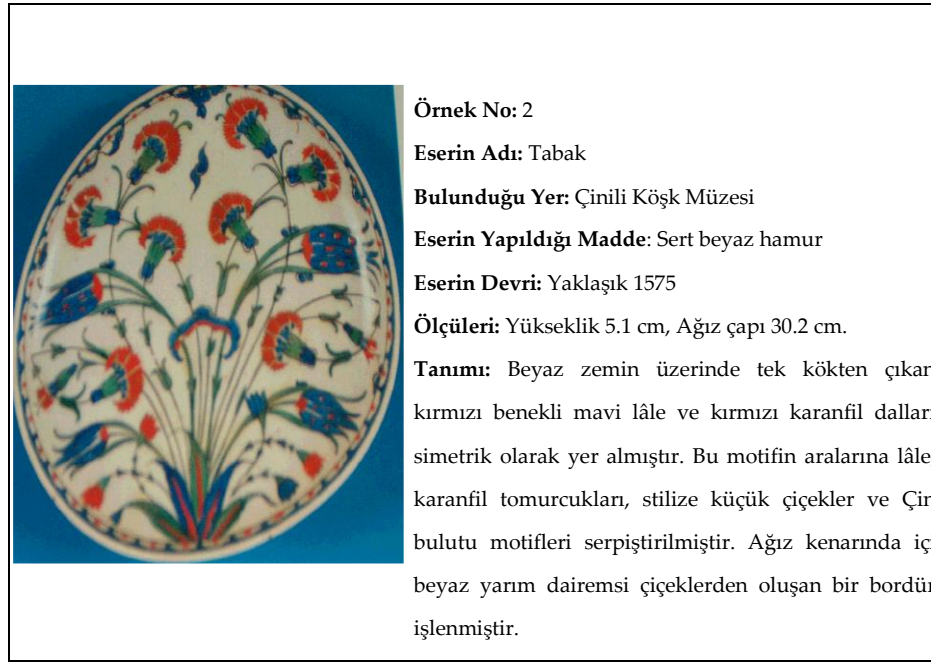 Örnek No: 2
Eserin Adı: Tabak
Bulunduğu Yer: Çinili Köşk Müzesi
Eserin Yapıldığı Madde: Sert beyaz hamur
Eserin Devri: Yaklaşık 1575
Ölçüleri: Yükseklik 5.1 cm, Ağız çapı 30.2 cm.
Tanımı: Beyaz zemin üzerinde tek kökten çıkan
kırmızı benekli mavi lâle ve kırmızı karanfil dalları
simetrik olarak yer almıştır. Bu motifin aralarına lâle,
karanfil tomurcukları, stilize küçük çiçekler ve Çin
bulutu motifleri serpiştirilmiştir. Ağız kenarında içi
beyaz yarım dairemsi çiçeklerden oluşan bir bordür
işlenmiştir.